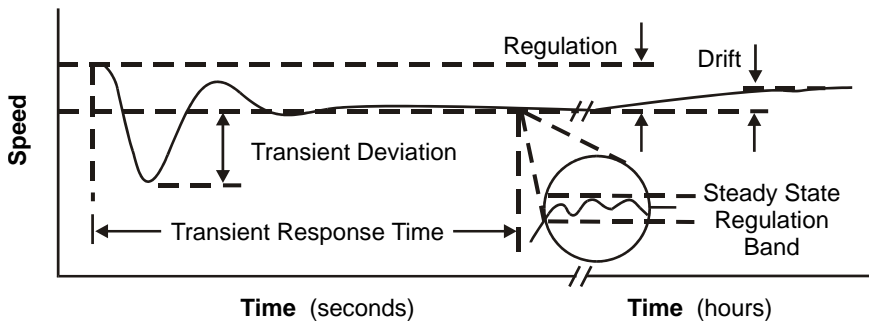 Regulation
Drift
Speed
Transient Deviation
Steady State
Regulation
Band
Transient Response Time
Time (seconds)
Time (hours)